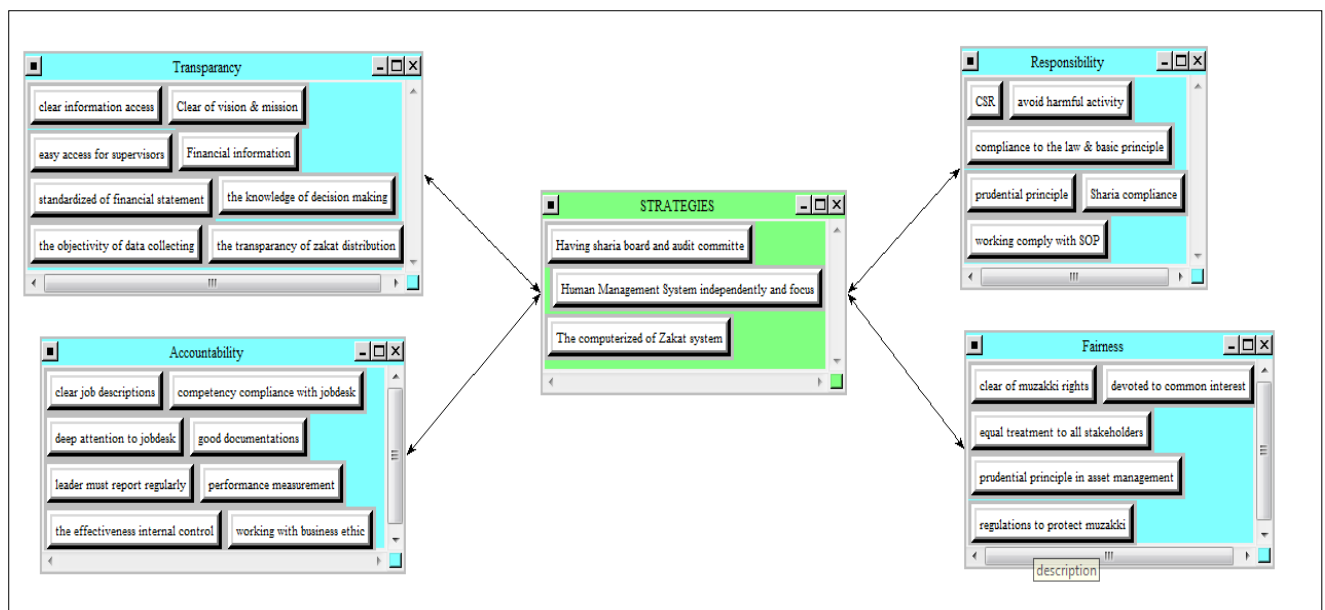 Transparancy
clear information access
Clear of vision & mission
easy access for supervisors
Financial information
standardized of financial statement
the knowledge of decision making
the objectivity of data collecting
the transparancy of zakat distribution
Accountability
clear job descriptions
competency compliance with jobdesk
deep attention to jobdesk
good documentations
leader must report regularly
performance measurement
the effectiveness internal control
working with business ethic
STRATEGIES
Having sharia board and audit committe
Human Management System independently and focus
The computerized of Zakat system
Responsibility
CSR
avoid harmful activity
compliance to the law & basic principle
prudential principle
Sharia compliance
working comply with SOP
Fairness
clear of muzakki rights
devoted to common interest
equal treatment to all stakeholders
prudential principle in asset management
regulations to protect muzakki
description